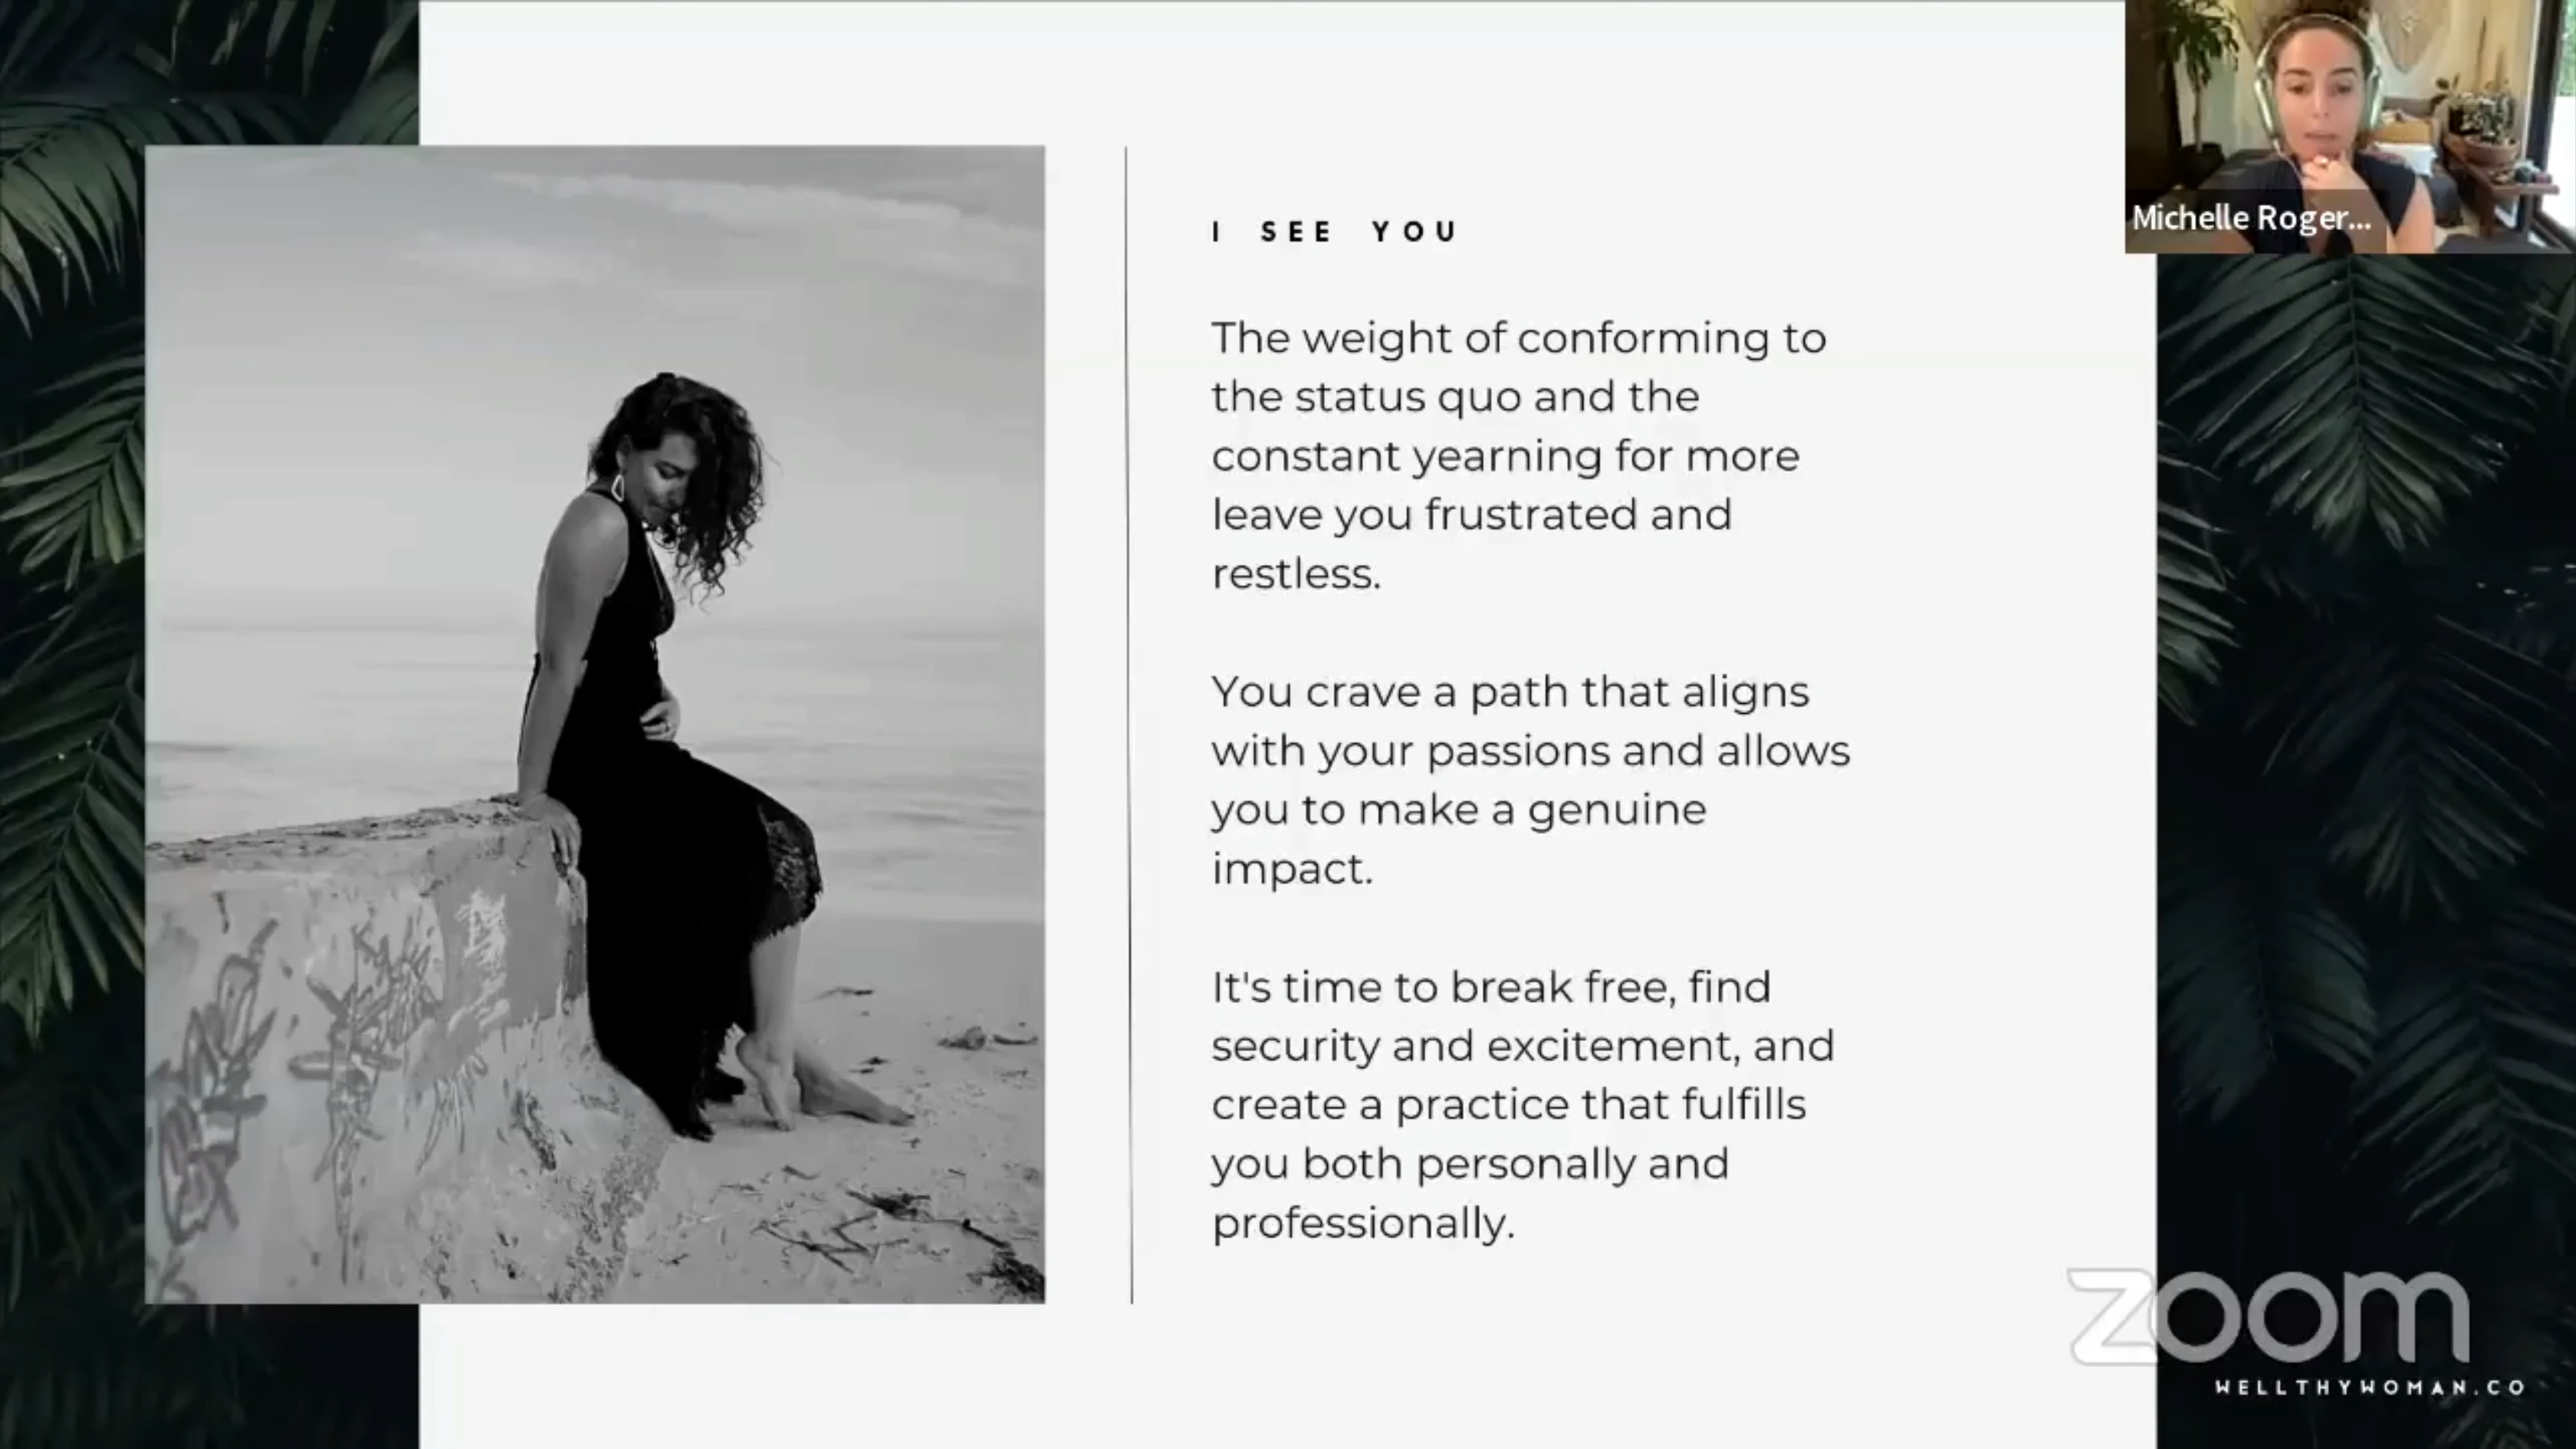 I SEE YOU
The weight of conforming to
the status quo and the
constant yearning for more
leave you frustrated and
restless.
You crave a path that aligns
with your passions and allows
you to make a genuine
impact.
It's time to break free, find
security and excitement, and
create a practice that fulfills
you both personally and
professionally.
Michelle Roger...
zoom
WELLTHYWOMAN.CO